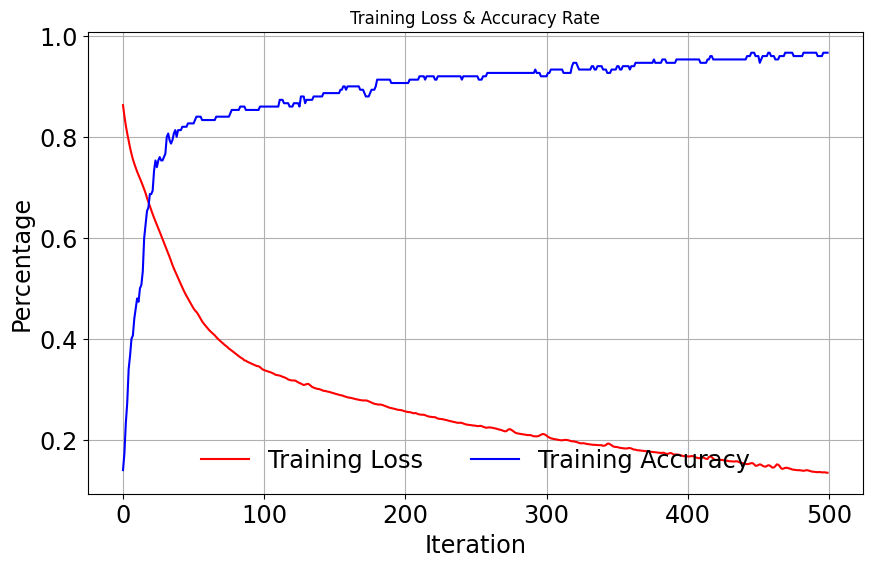 Training Loss & Accuracy Rate
1.0
0.8
0.6
0.4
0.2
Percentage
Training Loss Training Accuracy
0 100 200 300 400 500
Iteration